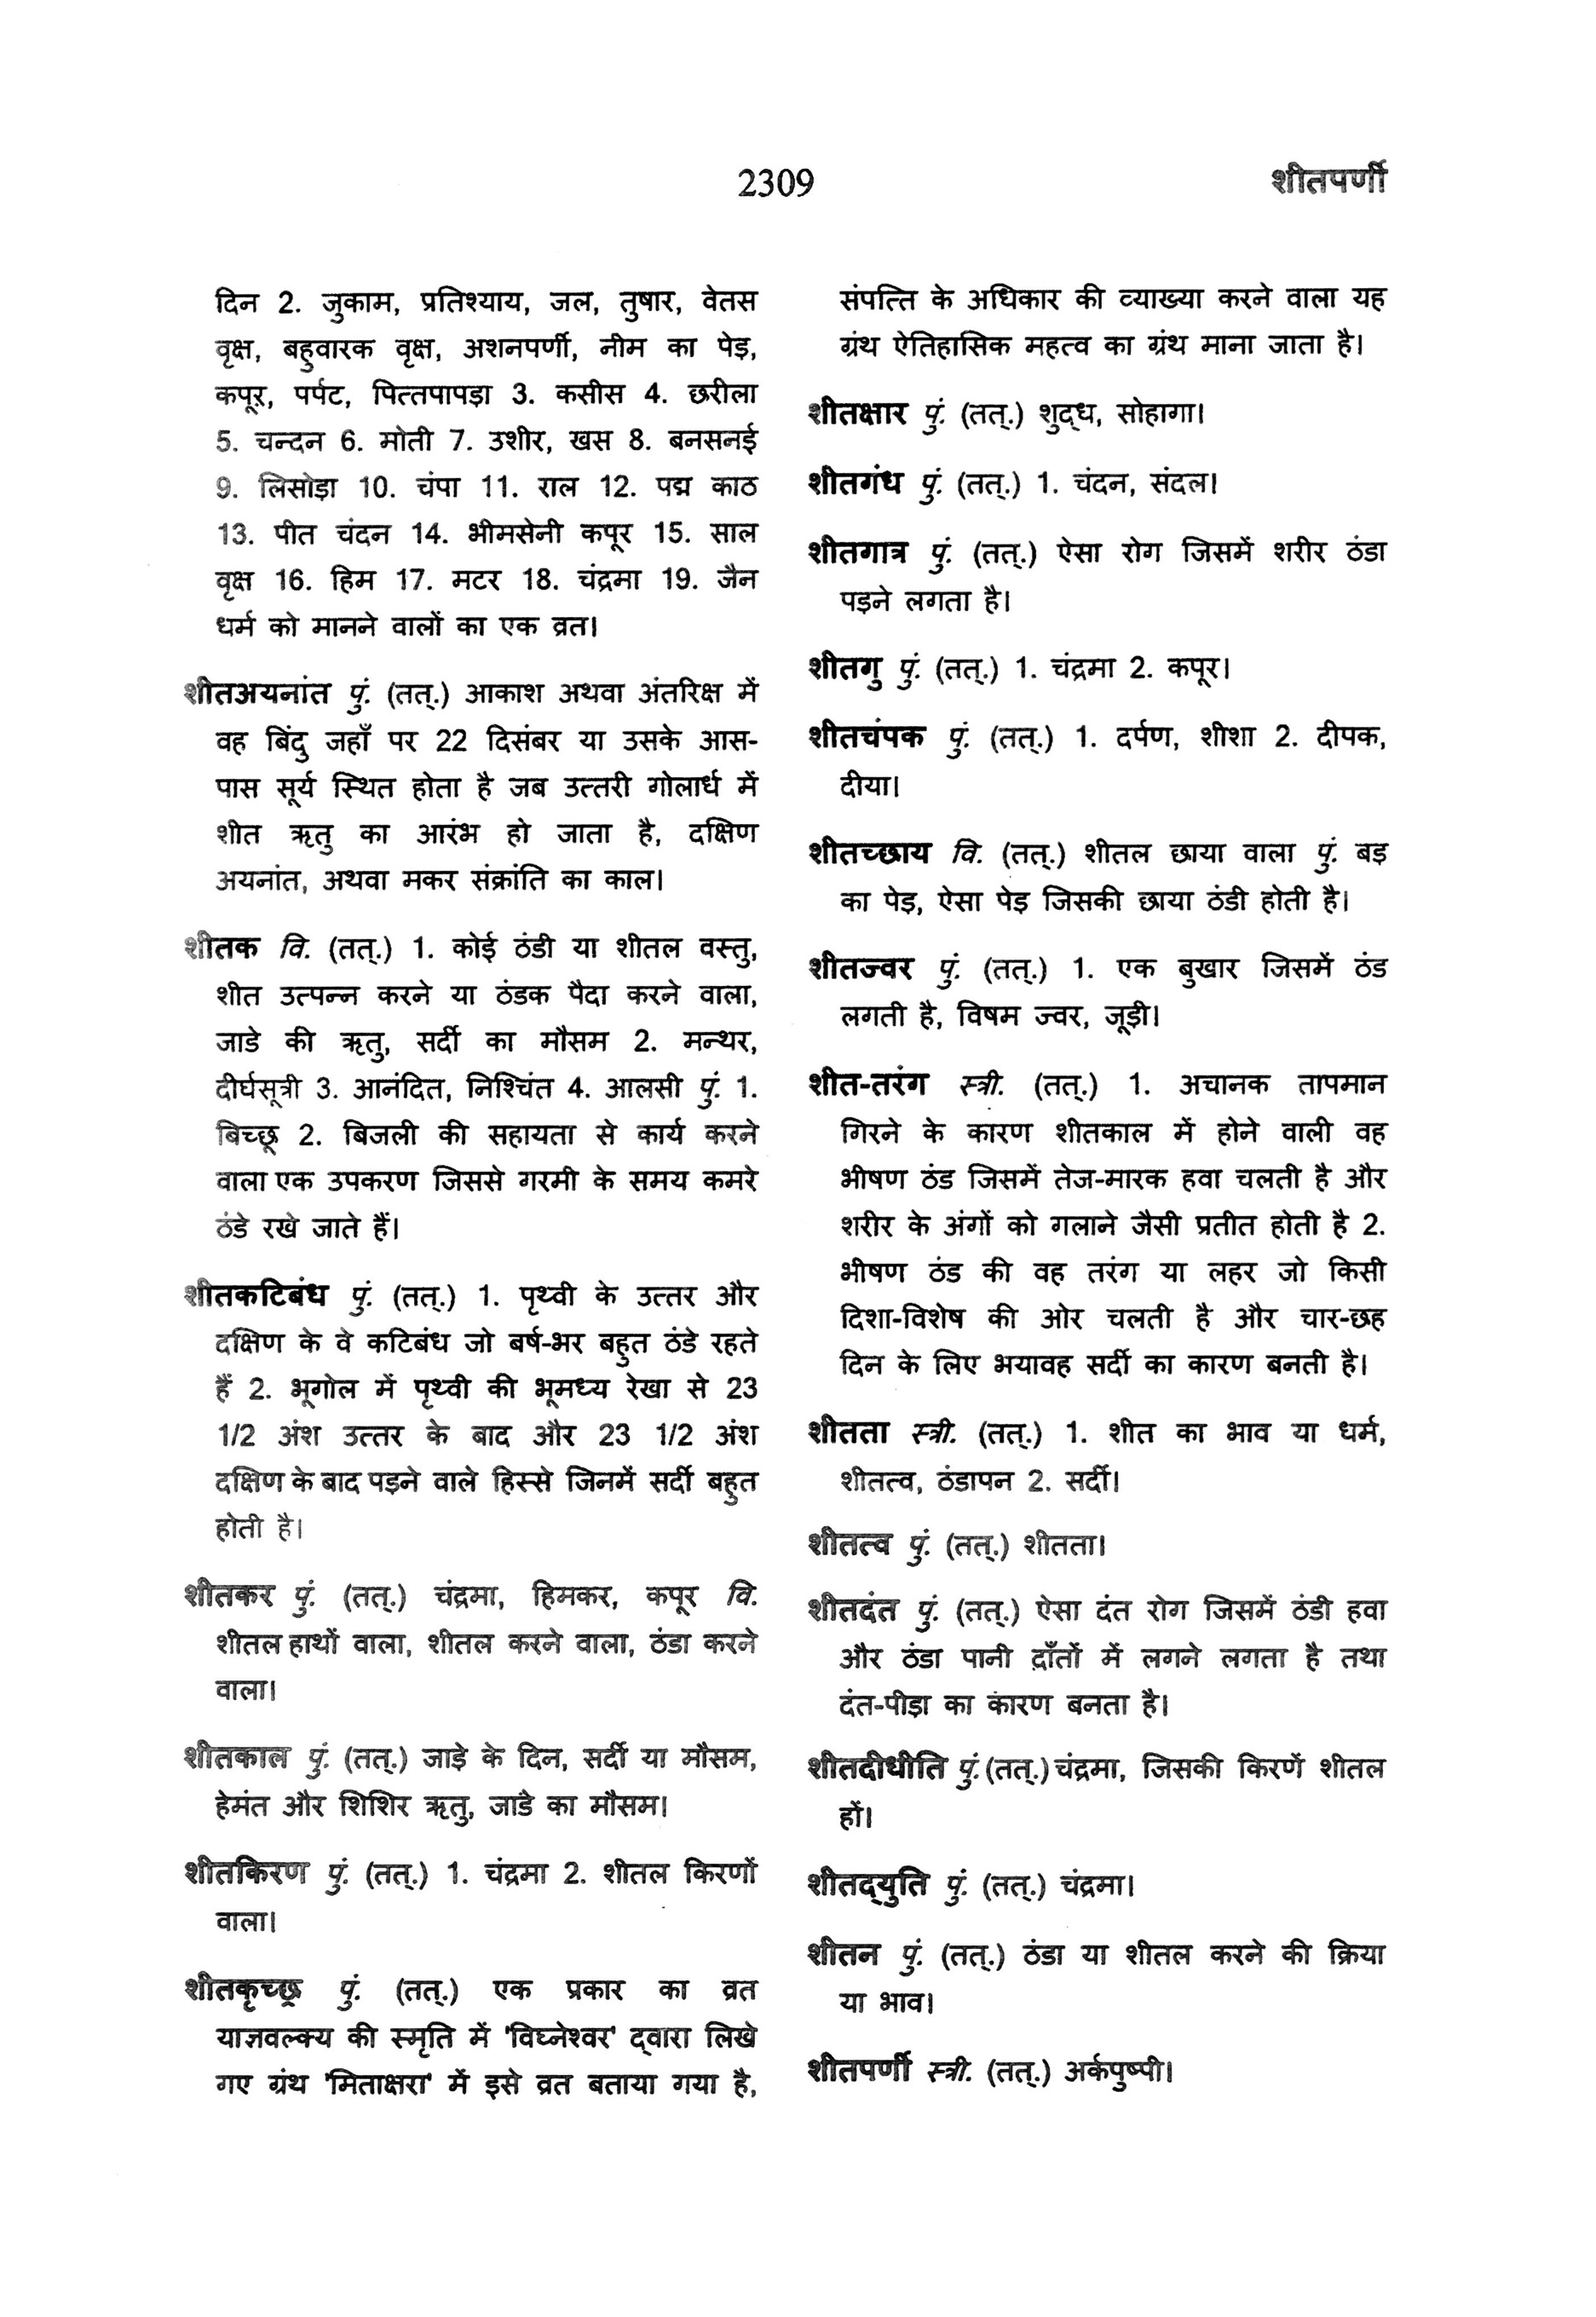 2309
शीतपर्णी
दिन 2. जुकाम, प्रतिश्याय, जल, तुषार, वेतस
वृक्ष, बहुवारक वृक्ष, अशनपर्णी, नीम का पेड़,
कपूर, पर्पट, पित्तपापड़ा 3. कसीस 4. छरीला
5. चन्दन 6. मोती 7. उशीर, खस 8. बनसनई
9. लिसोड़ा 10. चंपा 11. राल 12. पद्म काठ
13. पीत चंदन 14. भीमसेनी कपूर 15. साल
वृक्ष 16. हिम 17. मटर 18. चंद्रमा 19. जैन
धर्म को मानने वालों का एक व्रत।
शीतअयनांत पुं. (तत्.) आकाश अथवा अंतरिक्ष में
वह बिंदु जहाँ पर 22 दिसंबर या उसके आस-
पास सूर्य स्थित होता है जब उत्तरी गोलार्ध में
शीत ऋतु का आरंभ हो जाता है, दक्षिण
अयनांत, अथवा मकर संक्रांति का काल।
शीतक वि. (तत्.) 1. कोई ठंडी या शीतल वस्तु,
शीत उत्पन्न करने या ठंडक पैदा करने वाला,
जाडे की ऋतु, सर्दी का मौसम 2. मन्थर,
दीर्घसूत्री 3. आनंदित, निश्चिंत 4. आलसी पुं. 1.
बिच्छू 2. बिजली की सहायता से कार्य करने
वाला एक उपकरण जिससे गरमी के समय कमरे
ठंडे रखे जाते हैं।
शीतकटिबंध पुं. (तत्.) 1. पृथ्वी के उत्तर और
दक्षिण के वे कटिबंध जो बर्ष-भर बहुत ठंडे रहते
हैं 2. भूगोल में पृथ्वी की भूमध्य रेखा से 23
1/2 अंश उत्तर के बाद और 23 1/2 अंश
दक्षिण के बाद पड़ने वाले हिस्से जिनमें सर्दी बहुत
होती है।
शीतकर पुं. (तत्.) चंद्रमा, हिमकर, कपूर वि.
शीतल हाथों वाला, शीतल करने वाला, ठंडा करने
वाला।
शीतकाल पुं. (तत्.) जाड़े के दिन, सर्दी या मौसम,
हेमंत और शिशिर ऋतु, जाडे का मौसम।
शीतकिरण पुं. (तत्.) 1. चंद्रमा 2. शीतल किरणों
वाला।
शीतकृच्छ्र पुं. (तत्.) एक प्रकार का व्रत
याज्ञवल्क्य की स्मृति में 'विघ्नेश्वर' द्वारा लिखे
गए ग्रंथ 'मिताक्षरा' में इसे व्रत बताया गया है,
संपत्ति के अधिकार की व्याख्या करने वाला यह
ग्रंथ ऐतिहासिक महत्व का ग्रंथ माना जाता है।
शीतक्षार पुं. (तत्.) शुद्ध, सोहागा।
शीतगंध पुं. (तत्.) 1. चंदन, संदल।
शीतगात्र पुं. (तत्.) ऐसा रोग जिसमें शरीर ठंडा
पड़ने लगता है।
शीतगु पुं. (तत्.) 1. चंद्रमा 2. कपूर।
शीतचंपक पुं. (तत्.) 1. दर्पण, शीशा 2. दीपक,
दीया।
शीतच्छाय वि. (तत्.) शीतल छाया वाला पुं. बड़
का पेड़, ऐसा पेड़ जिसकी छाया ठंडी होती है।
शीतज्वर पुं. (तत्.) 1. एक बुखार जिसमें ठंड
लगती है, विषम ज्वर, जूड़ी।
शीत-तरंग स्त्री. (तत्.) 1. अचानक तापमान
गिरने के कारण शीतकाल में होने वाली वह
भीषण ठंड जिसमें तेज-मारक हवा चलती है और
शरीर के अंगों को गलाने जैसी प्रतीत होती है 2.
भीषण ठंड की वह तरंग या लहर जो किसी
दिशा-विशेष की ओर चलती है और चार-छह
दिन के लिए भयावह सर्दी का कारण बनती है।
शीतता स्त्री. (तत्.) 1. शीत का भाव या धर्म,
शीतत्व, ठंडापन 2. सर्दी।
शीतत्व पुं. (तत्.) शीतता।
शीतदंत पुं. (तत्.) ऐसा दंत रोग जिसमें ठंडी हवा
और ठंडा पानी दाँतों में लगने लगता है तथा
दंत-पीड़ा का कारण बनता है।
शीतदीधीति पुं. (तत्.) चंद्रमा, जिसकी किरणें शीतल
हों।
शीतद्युति पुं. (तत्.) चंद्रमा।
शीतन पुं. (तत्.) ठंडा या शीतल करने की क्रिया
या भाव।
शीतपर्णी स्त्री. (तत्.) अर्कपुष्पी।